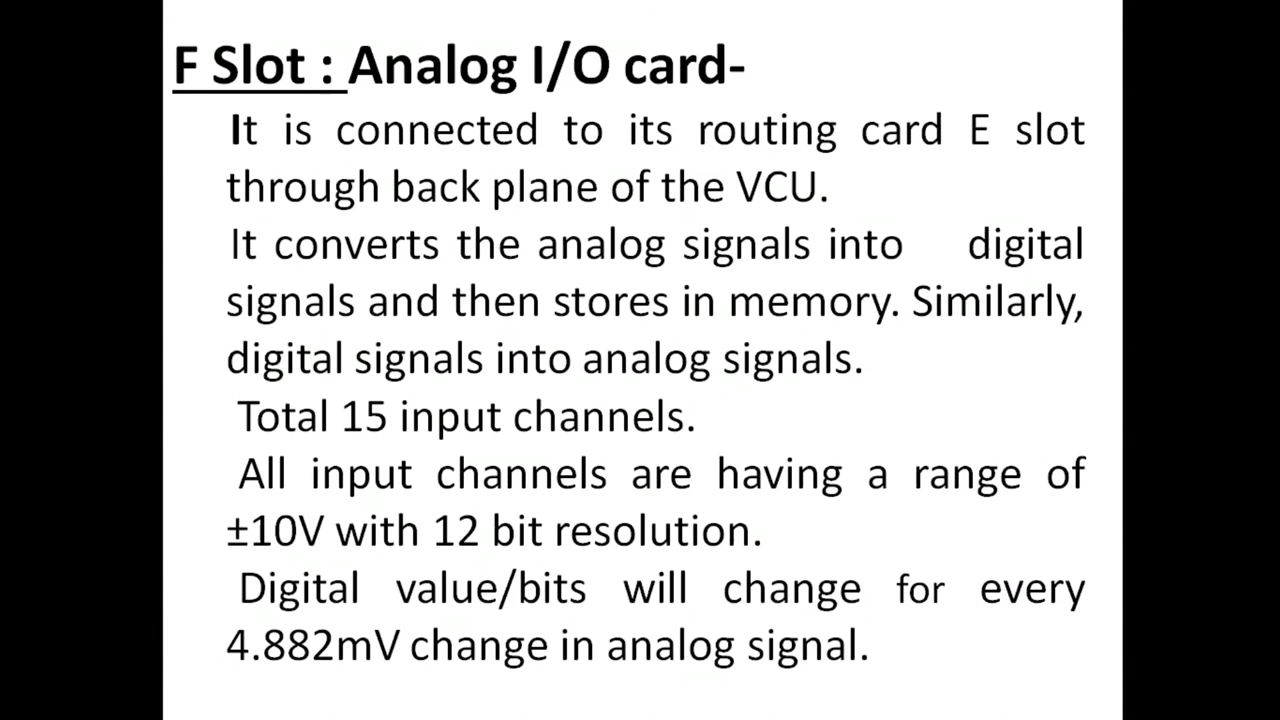 F Slot : Analog I/O card-
It is connected to its routing card E slot
through back plane of the VCU.
It converts the analog signals into digital
signals and then stores in memory. Similarly,
digital signals into analog signals.
Total 15 input channels.
All input channels are having a range of
±10V with 12 bit resolution.
Digital value/bits will change for every
4.882mV change in analog signal.